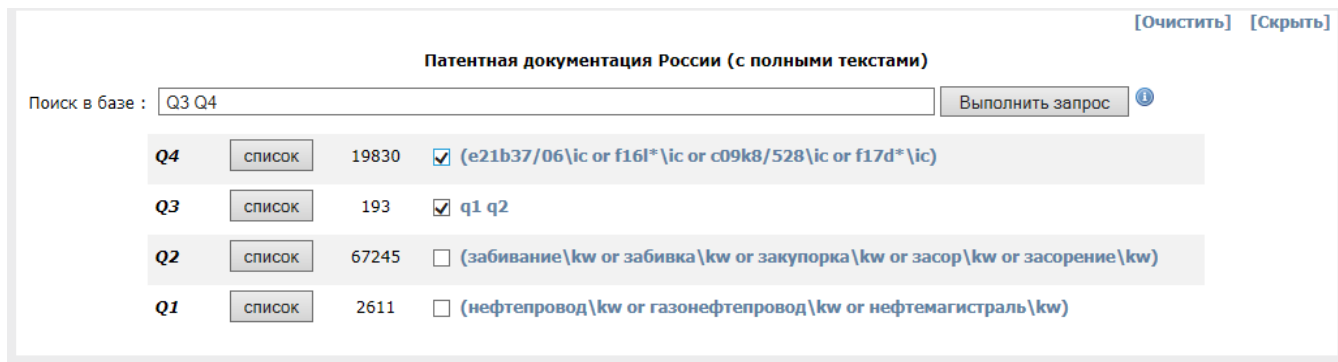 [Очистить] [Скрыть]
Патентная документация России (с полными текстами)
Поиск в базе : Q3 Q4 Выполнить запрос i
Q4 список 19830 (e21b37/06\ic or f16l*\ic or c09k8/528\ic or f17d*\ic)
Q3 список 193 q1 q2
Q2 список 67245 (забивание\kw or забивка\kw or закупорка\kw or засор\kw or засорение\kw)
Q1 список 2611 (нефтепровод\kw or газонефтепровод\kw or нефтемагистраль\kw)